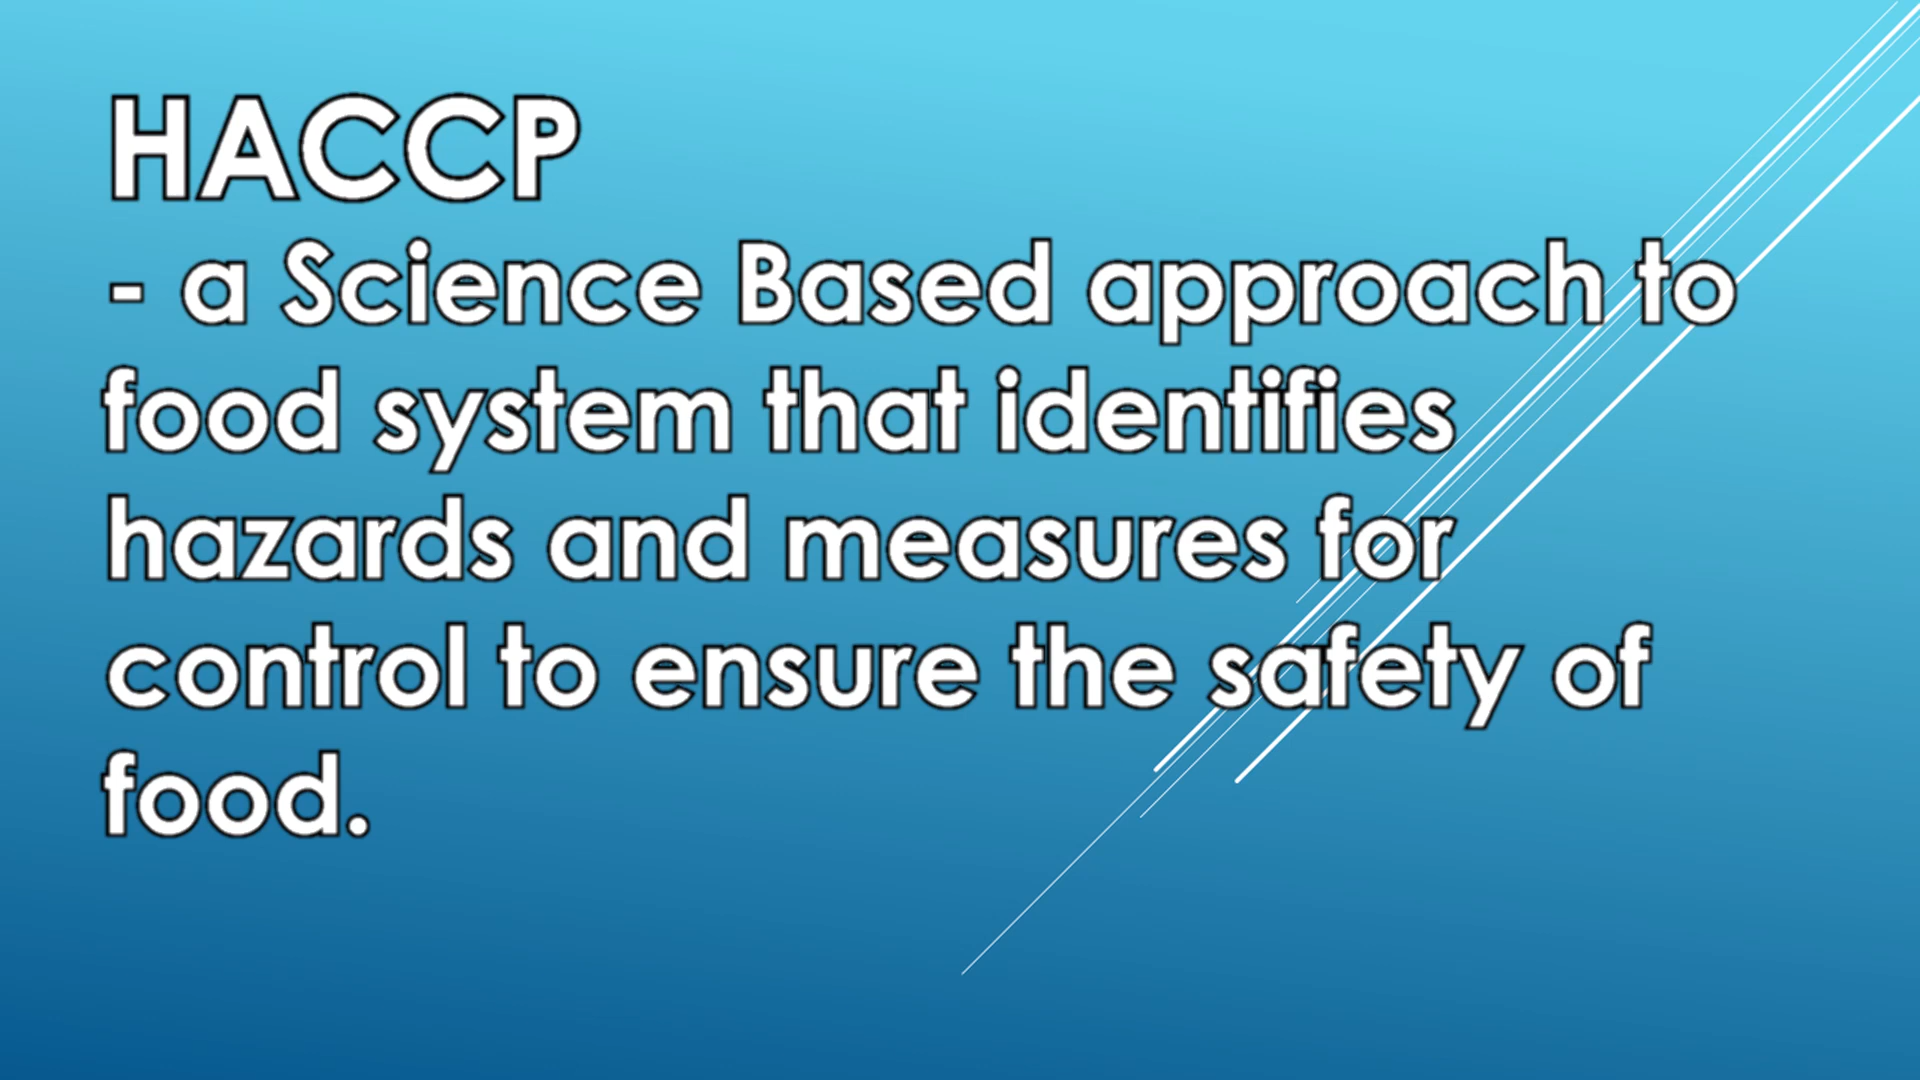 HACCP
- a Science Based approach to
food system that identifies
hazards and measures for
control to ensure the safety of
food.